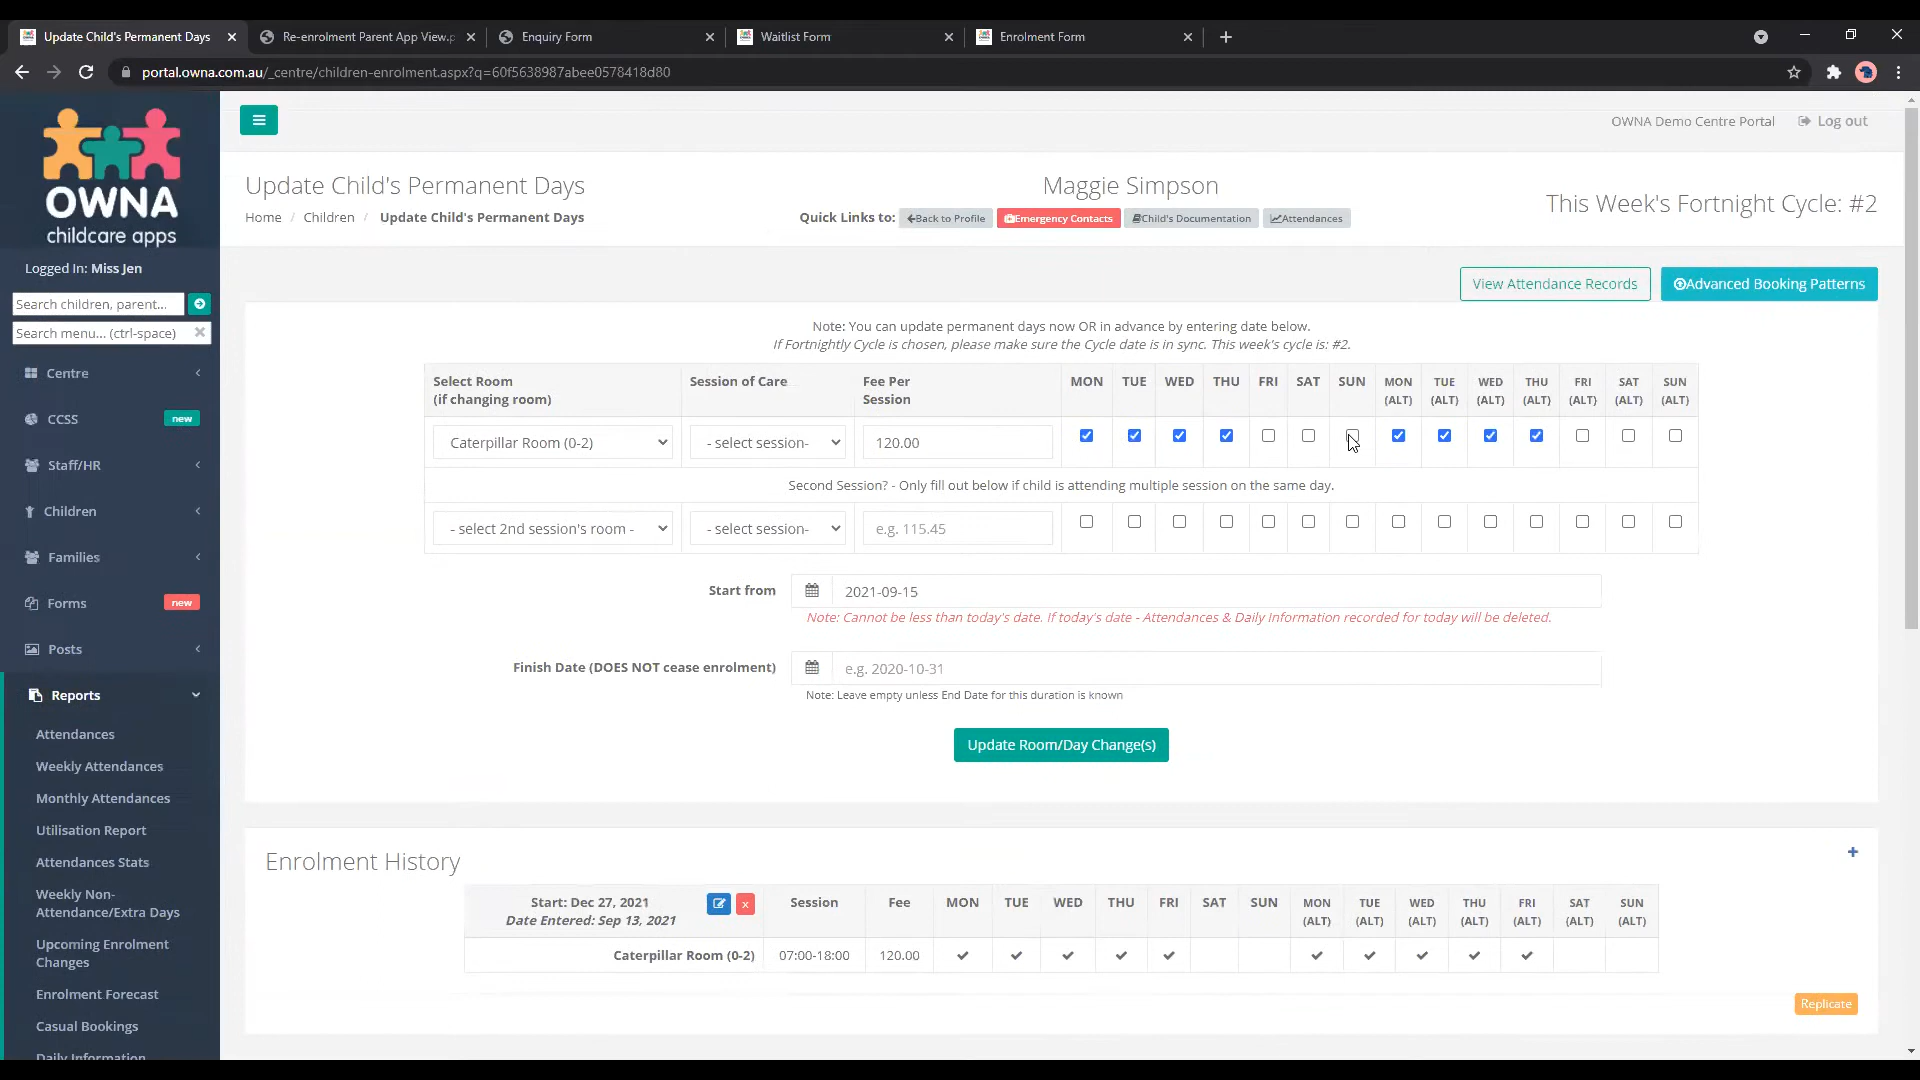 Update Child's Permanent Days
Re-enrolment Parent App View.p
Enquiry Form
Waitlist Form
Enrolment Form
portal.owna.com.au/_centre/children-enrolment.aspx?q=60f5638987abee0578418d80
OWNA
childcare apps
Logged In: Miss Jen
Search children, parent...
Search menu... (ctrl-space)
Centre
CCSS new
Staff/HR
Children
Families
Forms new
Posts
Reports
Attendances
Weekly Attendances
Monthly Attendances
Utilisation Report
Attendances Stats
Weekly Non-
Attendance/Extra Days
Upcoming Enrolment
Changes
Enrolment Forecast
Casual Bookings
Daily Information
OWNA Demo Centre Portal Log out
Update Child's Permanent Days
Home / Children / Update Child's Permanent Days
Maggie Simpson
Quick Links to: Back to Profile Emergency Contacts Child's Documentation Attendances
This Week's Fortnight Cycle: #2
View Attendance Records Advanced Booking Patterns
Note: You can update permanent days now OR in advance by entering date below.
If Fortnightly Cycle is chosen, please make sure the Cycle date is in sync. This week's cycle is: #2.
Select Room
(if changing room)
Session of Care
Fee Per
Session
MON TUE WED THU FRI SAT SUN
MON
(ALT)
TUE
(ALT)
WED
(ALT)
THU
(ALT)
FRI
(ALT)
SAT
(ALT)
SUN
(ALT)
Caterpillar Room (0-2) - select session- 120.00
Second Session? - Only fill out below if child is attending multiple session on the same day.
- select 2nd session's room - - select session- e.g. 115.45
Start from 2021-09-15
Note: Cannot be less than today's date. If today's date - Attendances & Daily Information recorded for today will be deleted.
Finish Date (DOES NOT cease enrolment) e.g. 2020-10-31
Note: Leave empty unless End Date for this duration is known
Update Room/Day Change(s)
Enrolment History
Start: Dec 27, 2021
Date Entered: Sep 13, 2021
x
Session Fee MON TUE WED THU FRI SAT SUN
MON
(ALT)
TUE
(ALT)
WED
(ALT)
THU
(ALT)
FRI
(ALT)
SAT
(ALT)
SUN
(ALT)
Caterpillar Room (0-2) 07:00-18:00 120.00
Replicate